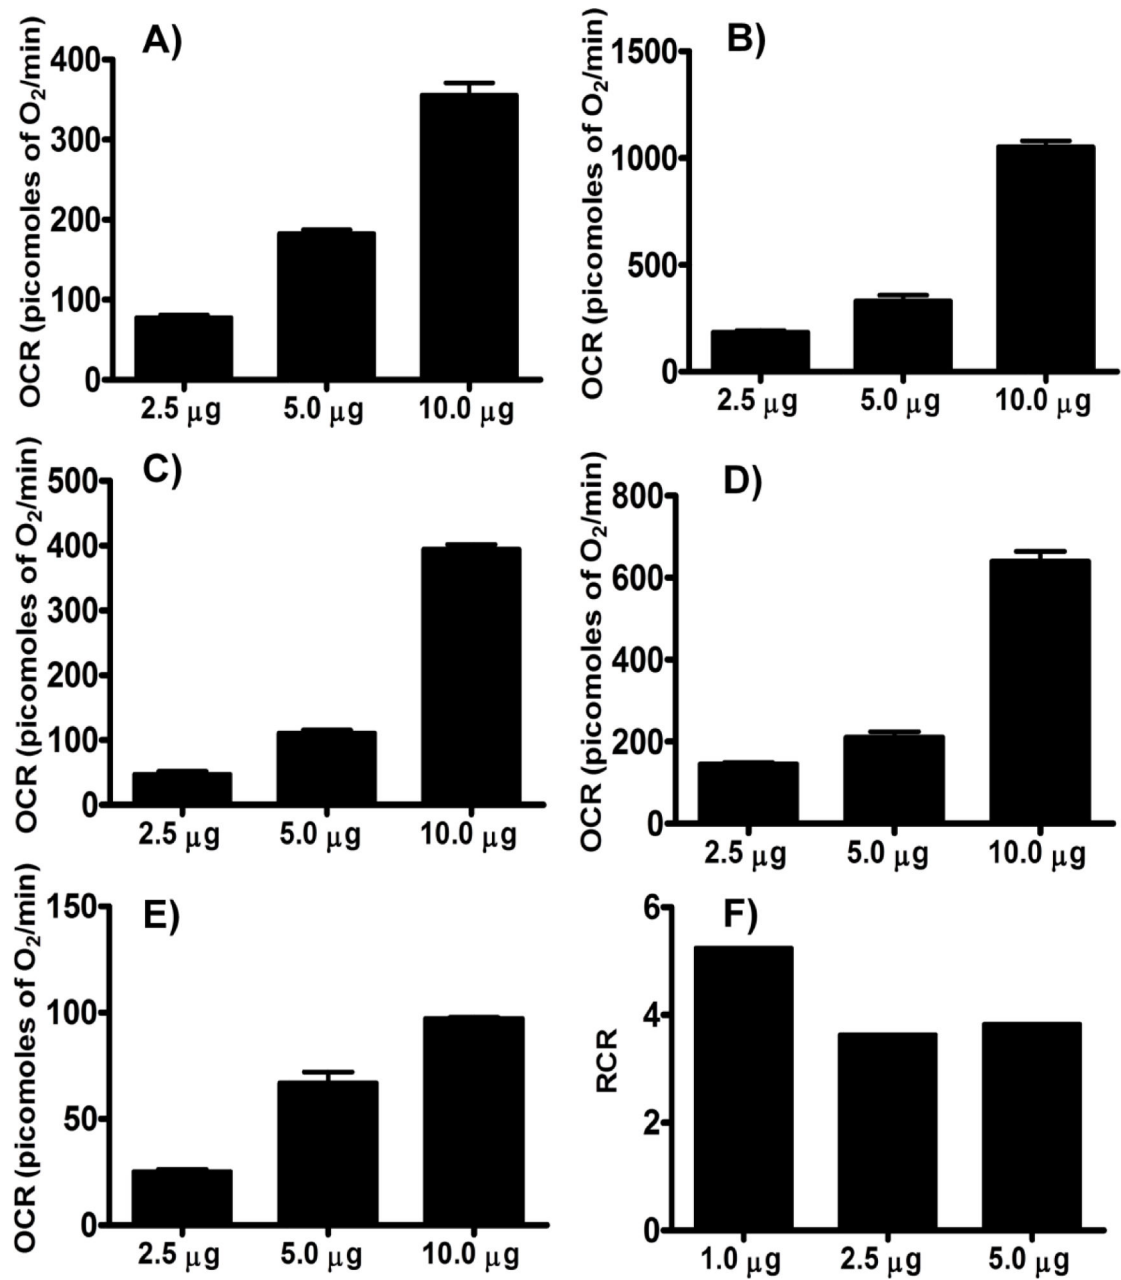 A)
OCR (picomoles of O2/min)
400
300
200
100
0
2.5 µg 5.0 µg 10.0 µg
B)
OCR (picomoles of O2/min)
1500
1000
500
0
2.5 µg 5.0 µg 10.0 µg
C)
OCR (picomoles of O2/min)
500
400
300
200
100
0
2.5 µg 5.0 µg 10.0 µg
D)
OCR (picomoles of O2/min)
800
600
400
200
0
2.5 µg 5.0 µg 10.0 µg
E)
OCR (picomoles of O2/min)
150
100
50
0
2.5 µg 5.0 µg 10.0 µg
F)
RCR
6
4
2
0
1.0 µg 2.5 µg 5.0 µg